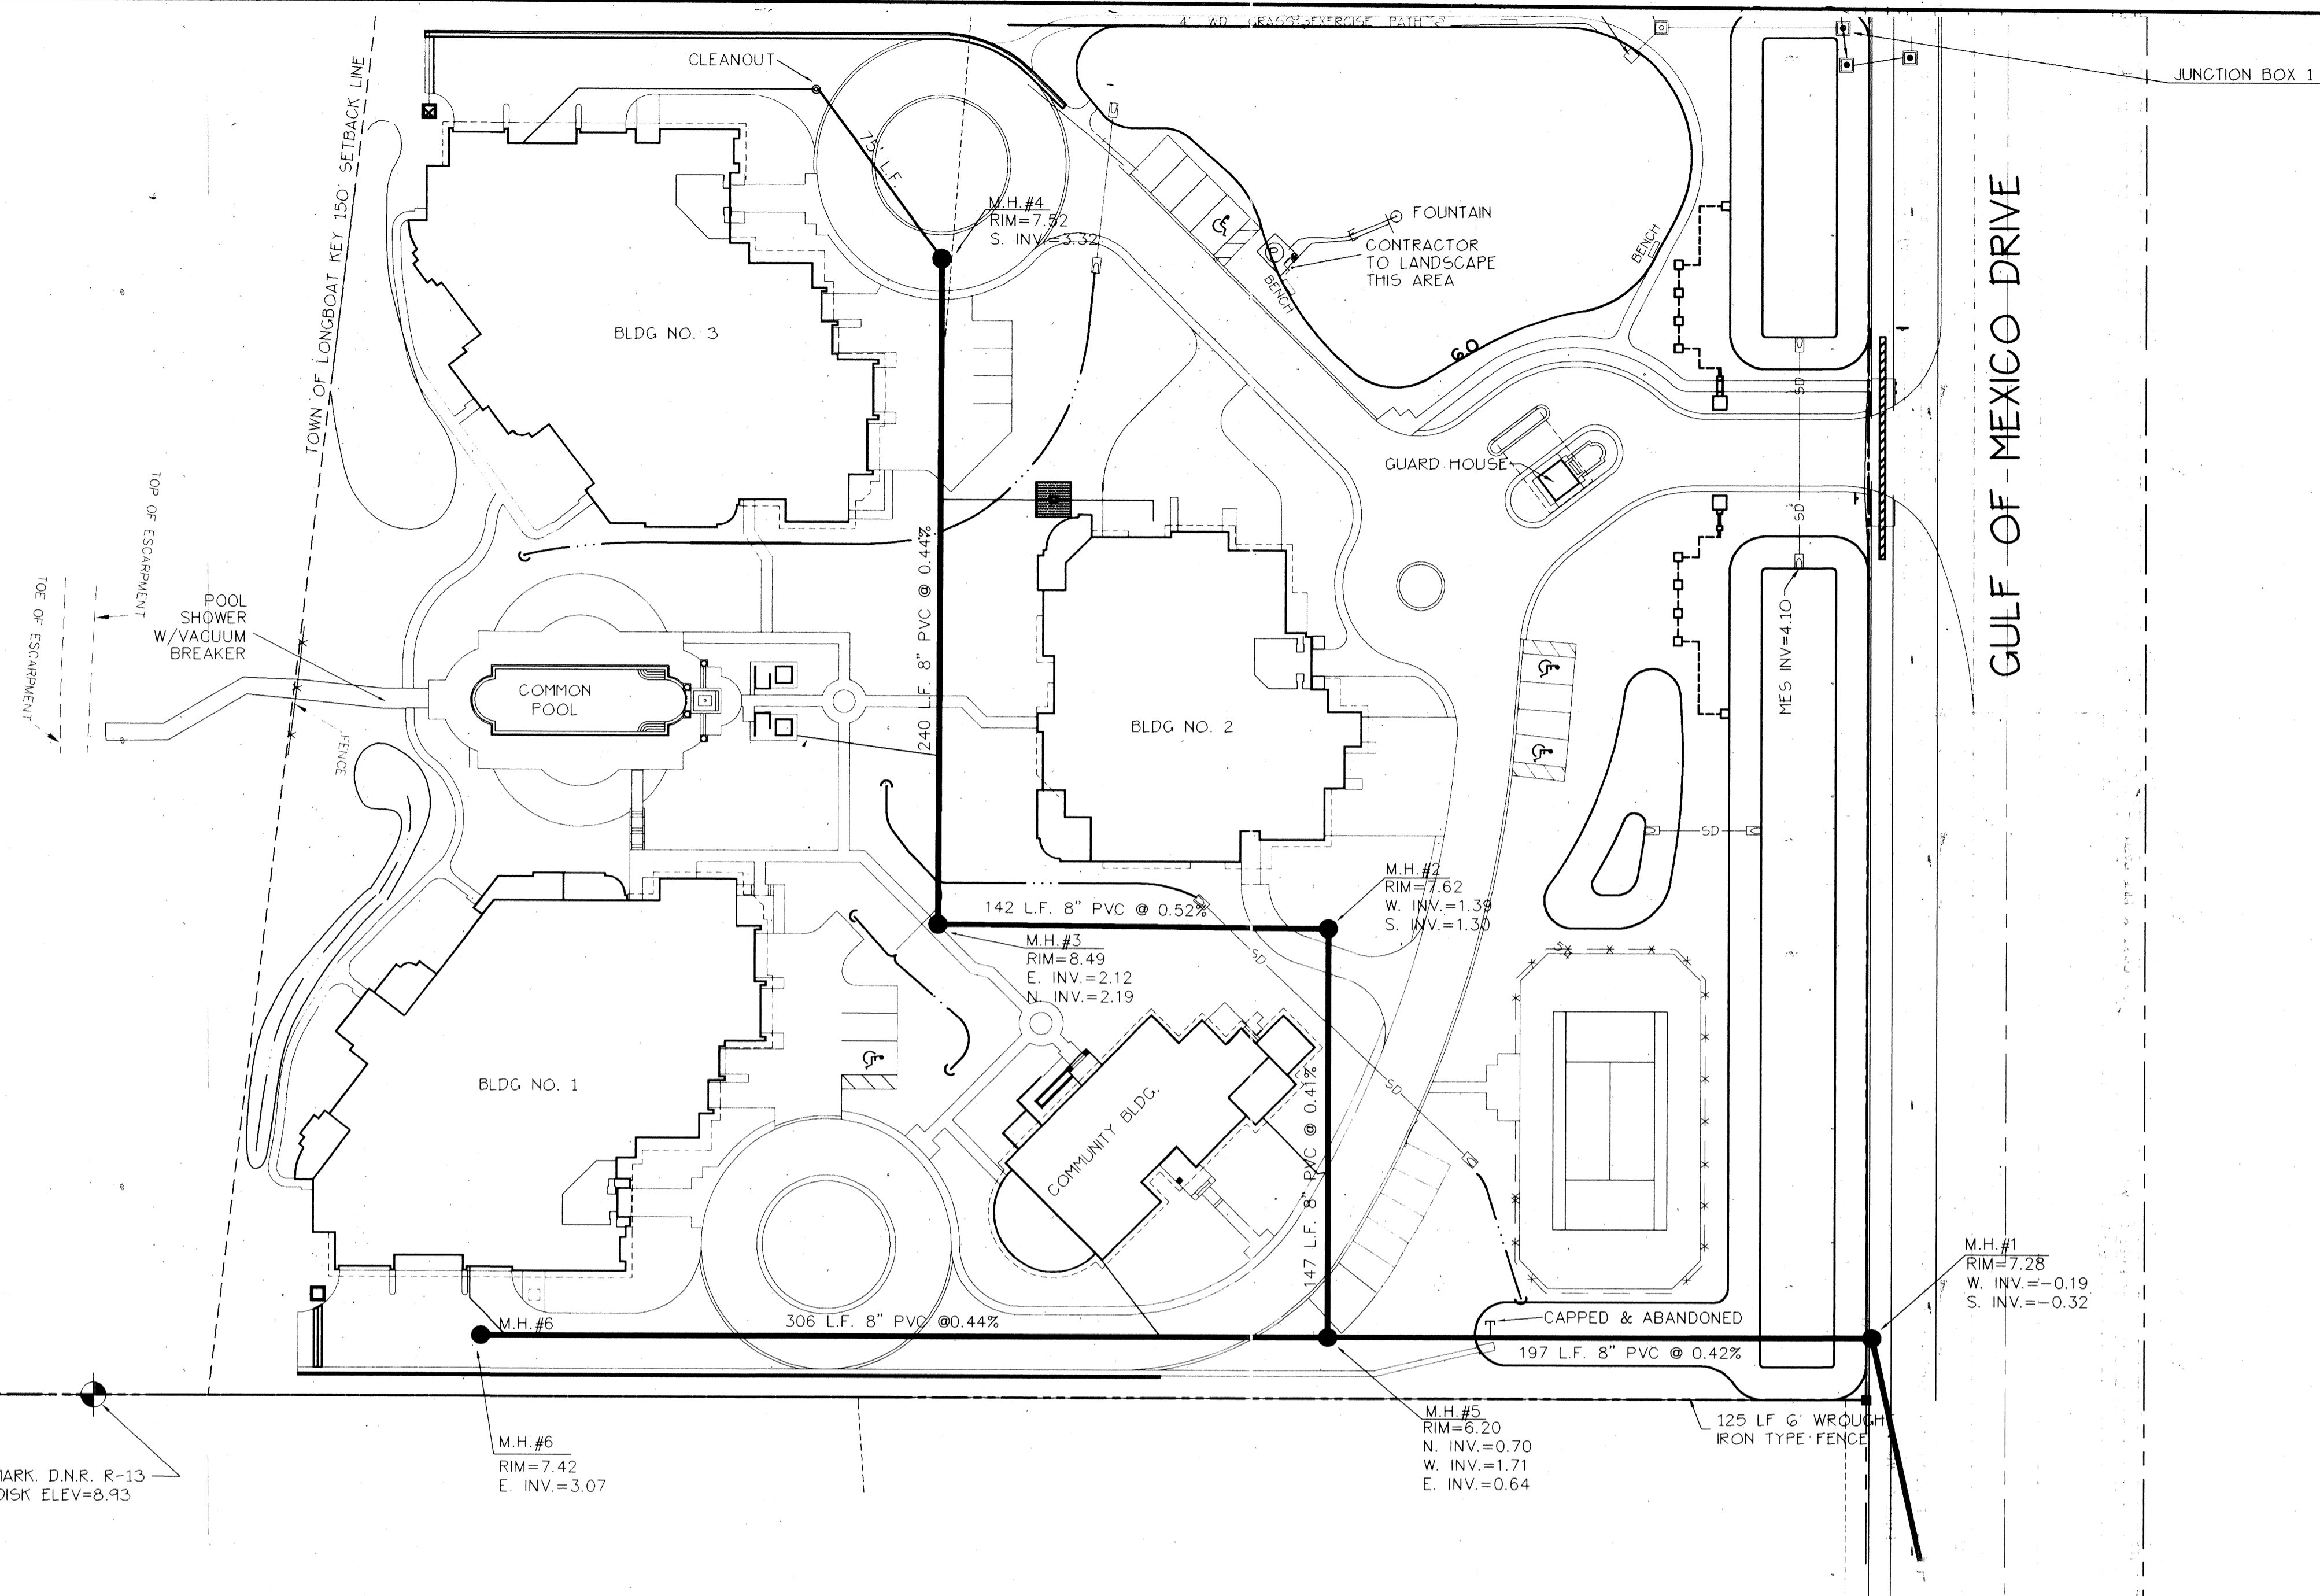 4' WD GRASS EXERCISE PATH
CLEANOUT
JUNCTION BOX 1
TOWN OF LONGBOAT KEY 150' SETBACK LINE
75' L.F.
M.H.#4
RIM=7.52
S. INV.=3.32
FOUNTAIN
CONTRACTOR
TO LANDSCAPE
THIS AREA
BENCH
BENCH
GULF OF MEXICO DRIVE
BLDG NO. 3
6.0
SD
GUARD HOUSE
SD
TOP OF ESCARPMENT
TOE OF ESCARPMENT
POOL
SHOWER
W/VACUUM
BREAKER
240 L.F. 8" PVC @ 0.44%
MES INV=4.10
COMMON
POOL
BLDG NO. 2
FENCE
SD
M.H.#2
RIM=7.62
W. INV.=1.39
S. INV.=1.30
142 L.F. 8" PVC @ 0.52%
M.H.#3
RIM=8.49
E. INV.=2.12
N. INV.=2.19
SD
SD
BLDG NO. 1
COMMUNITY BLDG.
147 L.F. 8" PVC @ 0.41%
M.H.#1
RIM=7.28
W. INV.=-0.19
S. INV.=-0.32
M.H.#6
306 L.F. 8" PVC @0.44%
CAPPED & ABANDONED
197 L.F. 8" PVC @ 0.42%
M.H.#5
RIM=6.20
N. INV.=0.70
W. INV.=1.71
E. INV.=0.64
125 LF 6' WROUGH
IRON TYPE FENCE
M.H.#6
RIM=7.42
E. INV.=3.07
MARK. D.N.R. R-13
DISK ELEV=8.93